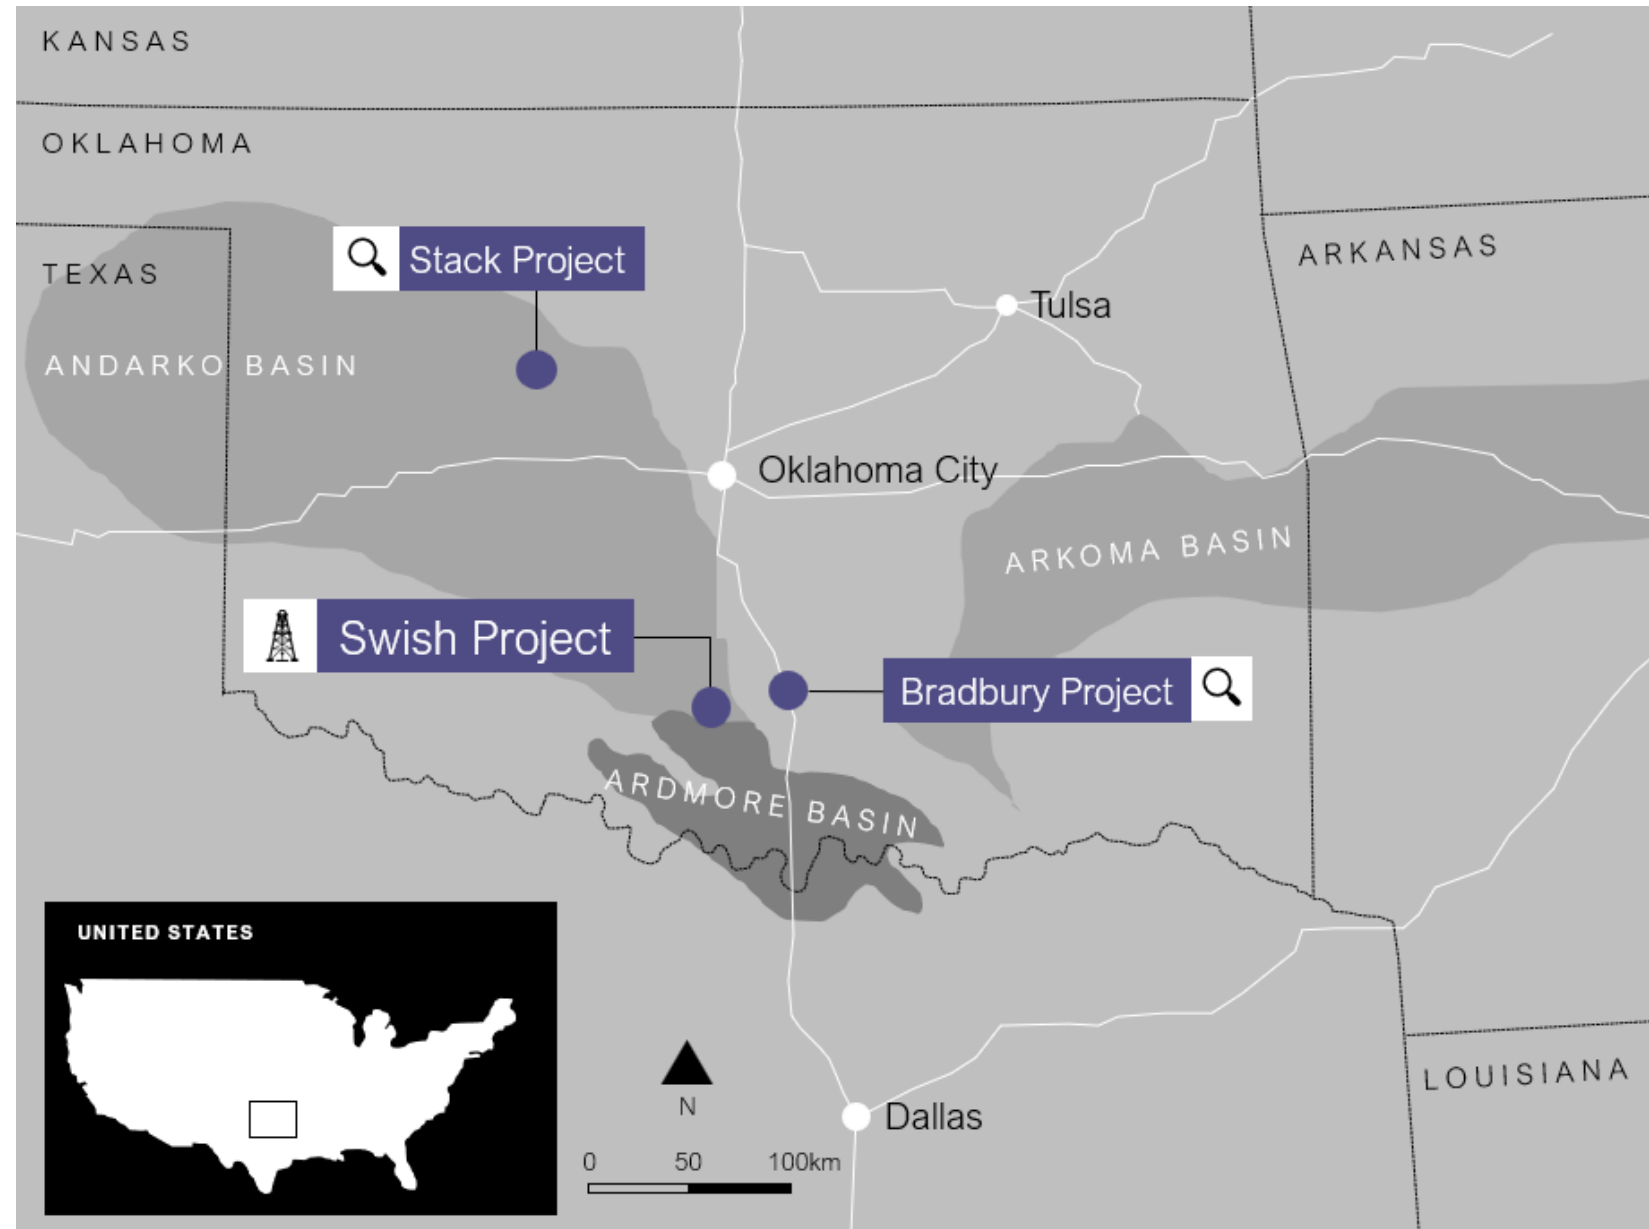 KANSAS
OKLAHOMA
ARKANSAS
Stack Project
TEXAS
Tulsa
ANDARKO BASIN
Oklahoma City
ARKOMA BASIN
Swish Project
Bradbury Project
ARDMORE BASIN
UNITED STATES
LOUISIANA
N
Dallas
0 50 100km